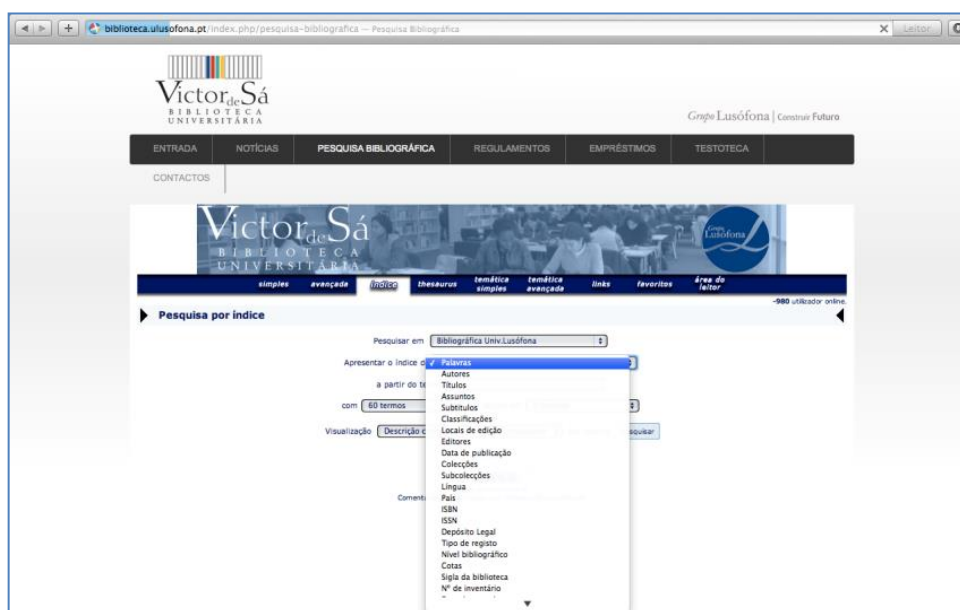 biblioteca.ulusofona.pt/index.php/pesquisa-bibliografica — Pesquisa Bibliográfica
Leitor
Victor de Sá
BIBLIOTECA
UNIVERSITÁRIA
Grupo Lusófona | Construir Futuro
ENTRADA NOTÍCIAS PESQUISA BIBLIOGRÁFICA REGULAMENTOS EMPRÉSTIMOS TESTOTECA
CONTACTOS
Victor de Sá
BIBLIOTECA
UNIVERSITÁRIA
Grupo
Lusófona
simples avançada índice thesaurus temática simples temática avançada links favoritos área do leitor
-980 utilizador online.
Pesquisa por índice
Pesquisar em Bibliográfica Univ.Lusófona
Apresentar o índice d
✓ Palavras
Autores
a partir do te
Títulos
Assuntos
com 60 termos
Subtítulos
Classificações
Visualização Descrição c
Locais de edição
squisar
Editores
Data de publicação
Colecções
Subcolecções
Língua
Coment
País
ISBN
ISSN
Depósito Legal
Tipo de registo
Nível bibliográfico
Cotas
Sigla da biblioteca
Nº de inventário